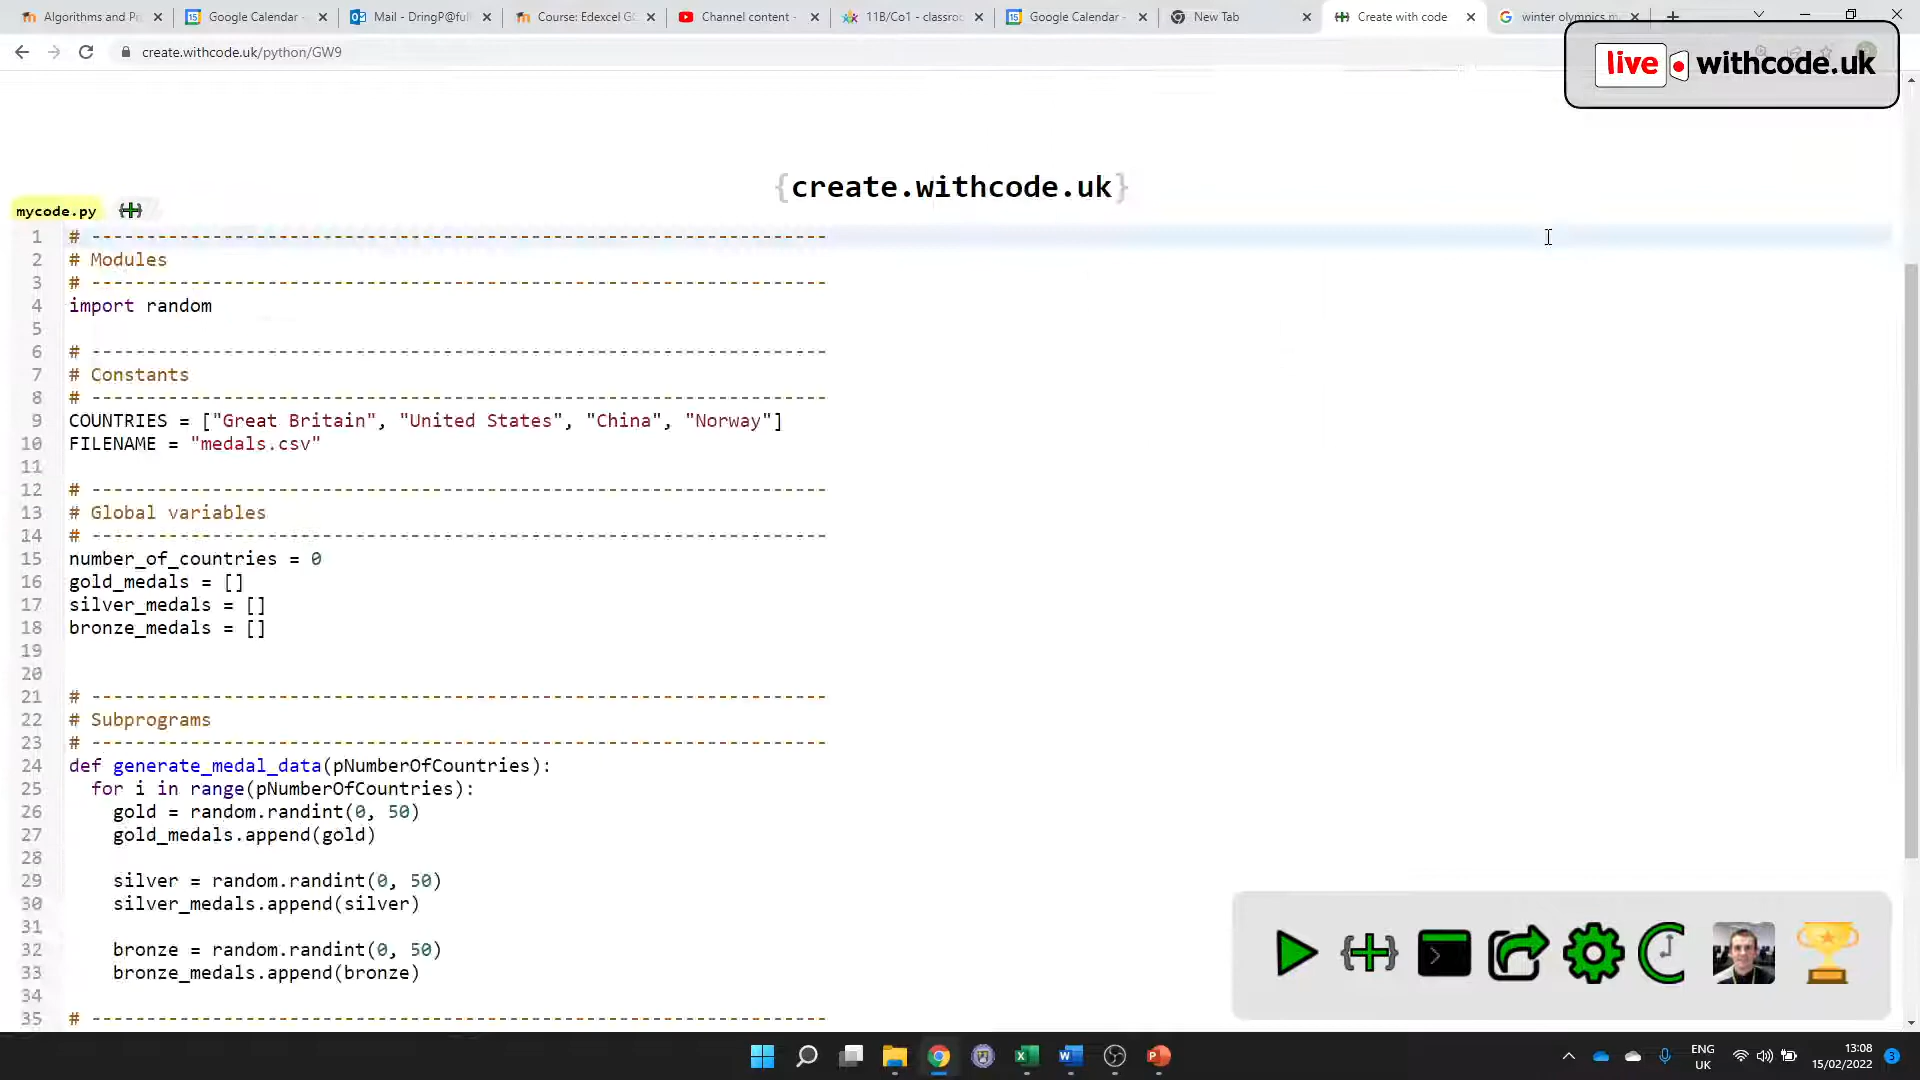 Algorithms and Pr
Google Calendar -
Mail - DringP@ful
Course: Edexcel GC
Channel content -
11B/Co1 - classroo
Google Calendar -
New Tab
Create with code
winter olympics m
create.withcode.uk/python/GW9
live withcode.uk
{create.withcode.uk}
mycode.py
1 # -------------------------------------------------------------------
2 # Modules
3 # -------------------------------------------------------------------
4 import random
5
6 # -------------------------------------------------------------------
7 # Constants
8 # -------------------------------------------------------------------
9 COUNTRIES = ["Great Britain", "United States", "China", "Norway"]
10 FILENAME = "medals.csv"
11
12 # -------------------------------------------------------------------
13 # Global variables
14 # -------------------------------------------------------------------
15 number_of_countries = 0
16 gold_medals = []
17 silver_medals = []
18 bronze_medals = []
19
20
21 # -------------------------------------------------------------------
22 # Subprograms
23 # -------------------------------------------------------------------
24 def generate_medal_data(pNumberOfCountries):
25   for i in range(pNumberOfCountries):
26     gold = random.randint(0, 50)
27     gold_medals.append(gold)
28
29     silver = random.randint(0, 50)
30     silver_medals.append(silver)
31
32     bronze = random.randint(0, 50)
33     bronze_medals.append(bronze)
34
35 # -------------------------------------------------------------------
ENG
UK
13:08
15/02/2022
3